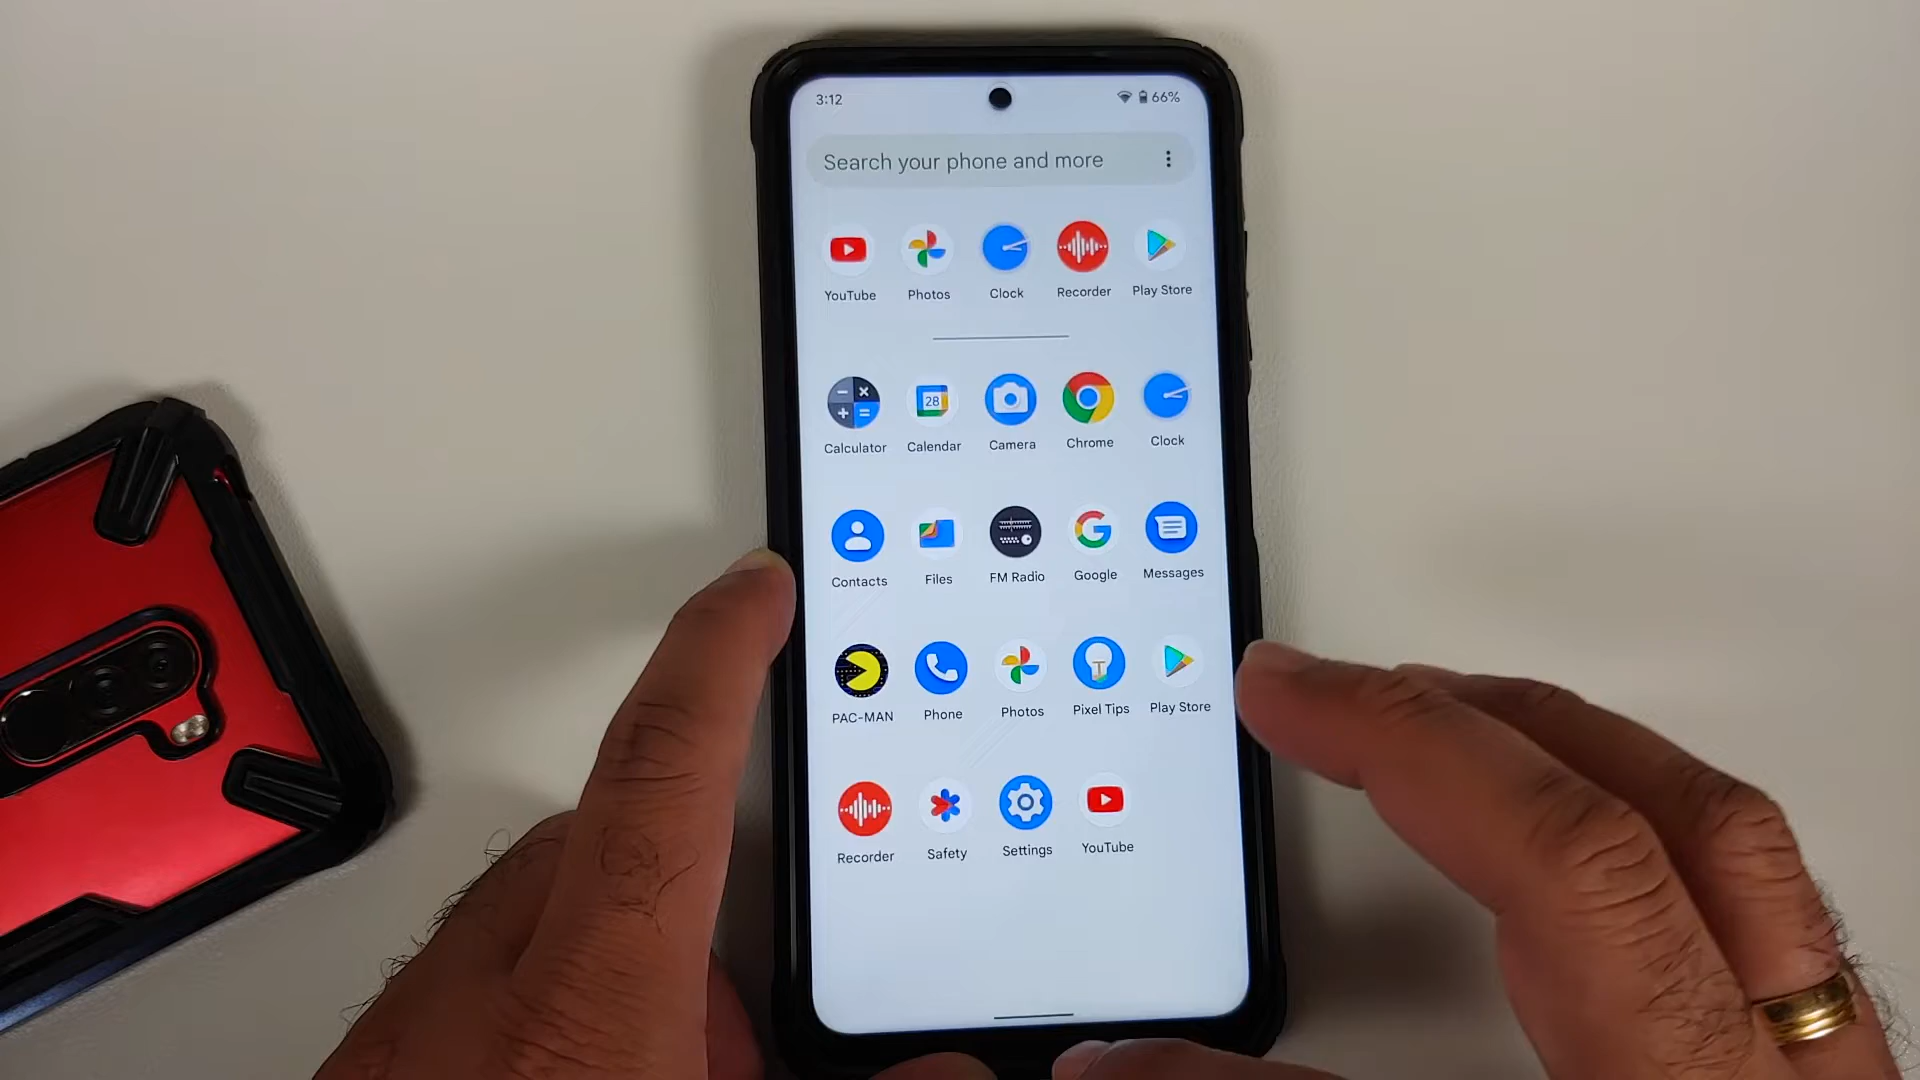 3:12 66%
Search your phone and more
YouTube Photos Clock Recorder Play Store
28
Calculator Calendar Camera Chrome Clock
Contacts Files FM Radio Google Messages
PAC-MAN Phone Photos Pixel Tips Play Store
Recorder Safety Settings YouTube